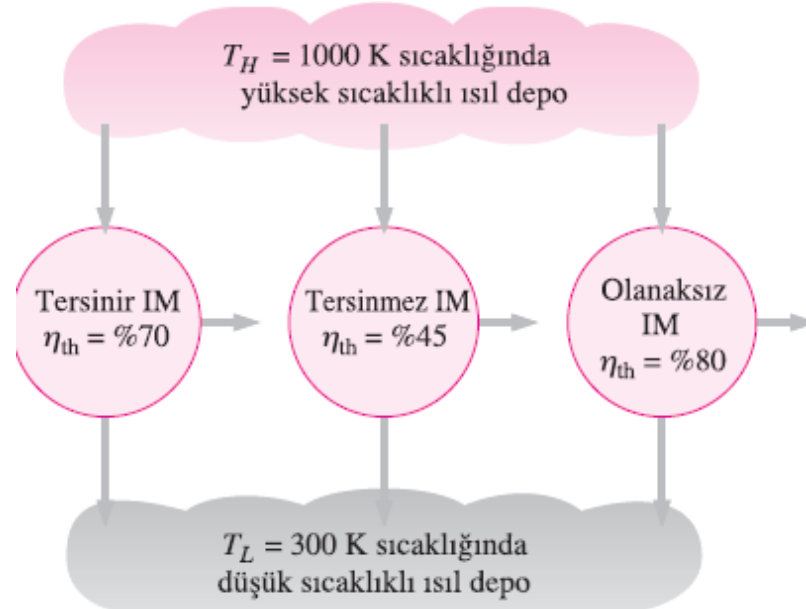 T_H = 1000 K sıcaklığında
yüksek sıcaklıklı ısıl depo
Tersinir IM
η_th = %70
Tersinmez IM
η_th = %45
Olanaksız
IM
η_th = %80
T_L = 300 K sıcaklığında
düşük sıcaklıklı ısıl depo